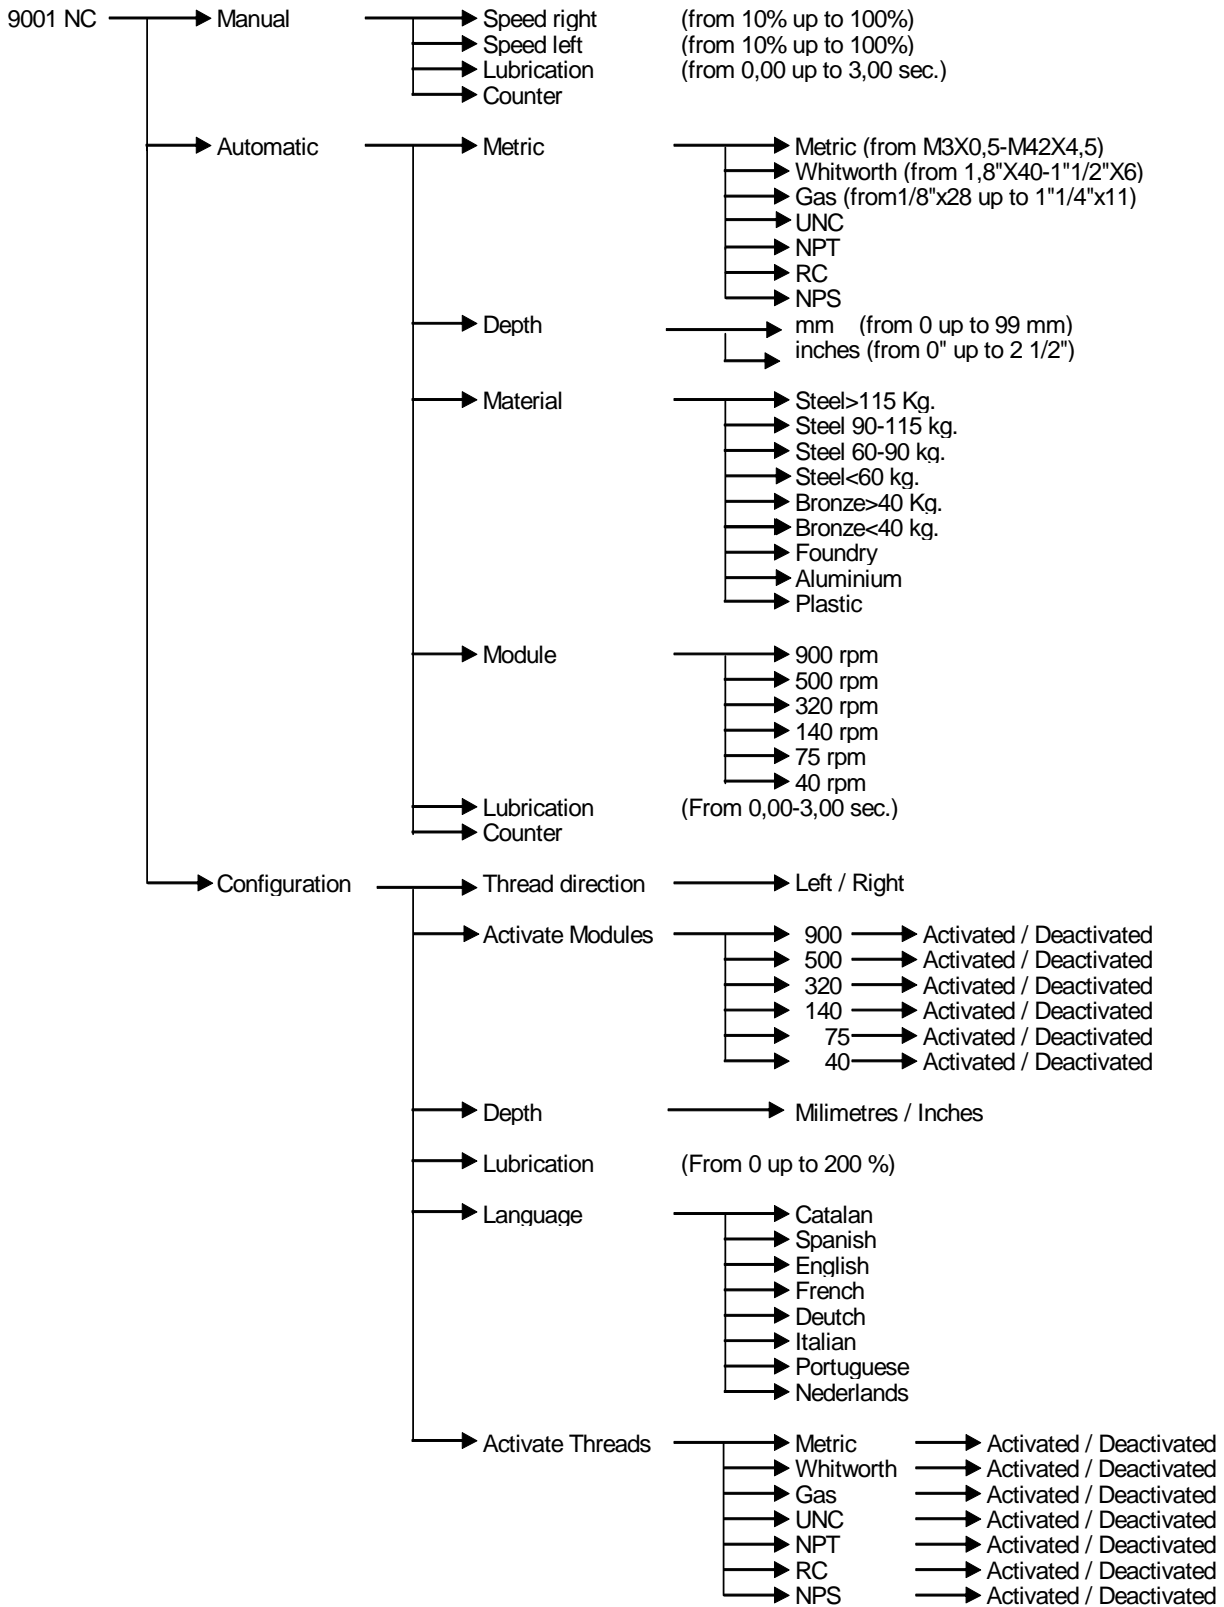 9001 NC Manual Speed right (from 10% up to 100%)
Speed left (from 10% up to 100%)
Lubrication (from 0,00 up to 3,00 sec.)
Counter
Automatic Metric Metric (from M3X0,5-M42X4,5)
Whitworth (from 1,8"X40-1"1/2"X6)
Gas (from1/8"x28 up to 1"1/4"x11)
UNC
NPT
RC
NPS
Depth mm (from 0 up to 99 mm)
inches (from 0" up to 2 1/2")
Material Steel>115 Kg.
Steel 90-115 kg.
Steel 60-90 kg.
Steel<60 kg.
Bronze>40 Kg.
Bronze<40 kg.
Foundry
Aluminium
Plastic
Module 900 rpm
500 rpm
320 rpm
140 rpm
75 rpm
40 rpm
Lubrication (From 0,00-3,00 sec.)
Counter
Configuration Thread direction Left / Right
Activate Modules 900 Activated / Deactivated
500 Activated / Deactivated
320 Activated / Deactivated
140 Activated / Deactivated
75 Activated / Deactivated
40 Activated / Deactivated
Depth Milimetres / Inches
Lubrication (From 0 up to 200 %)
Language Catalan
Spanish
English
French
Deutch
Italian
Portuguese
Nederlands
Activate Threads Metric Activated / Deactivated
Whitworth Activated / Deactivated
Gas Activated / Deactivated
UNC Activated / Deactivated
NPT Activated / Deactivated
RC Activated / Deactivated
NPS Activated / Deactivated